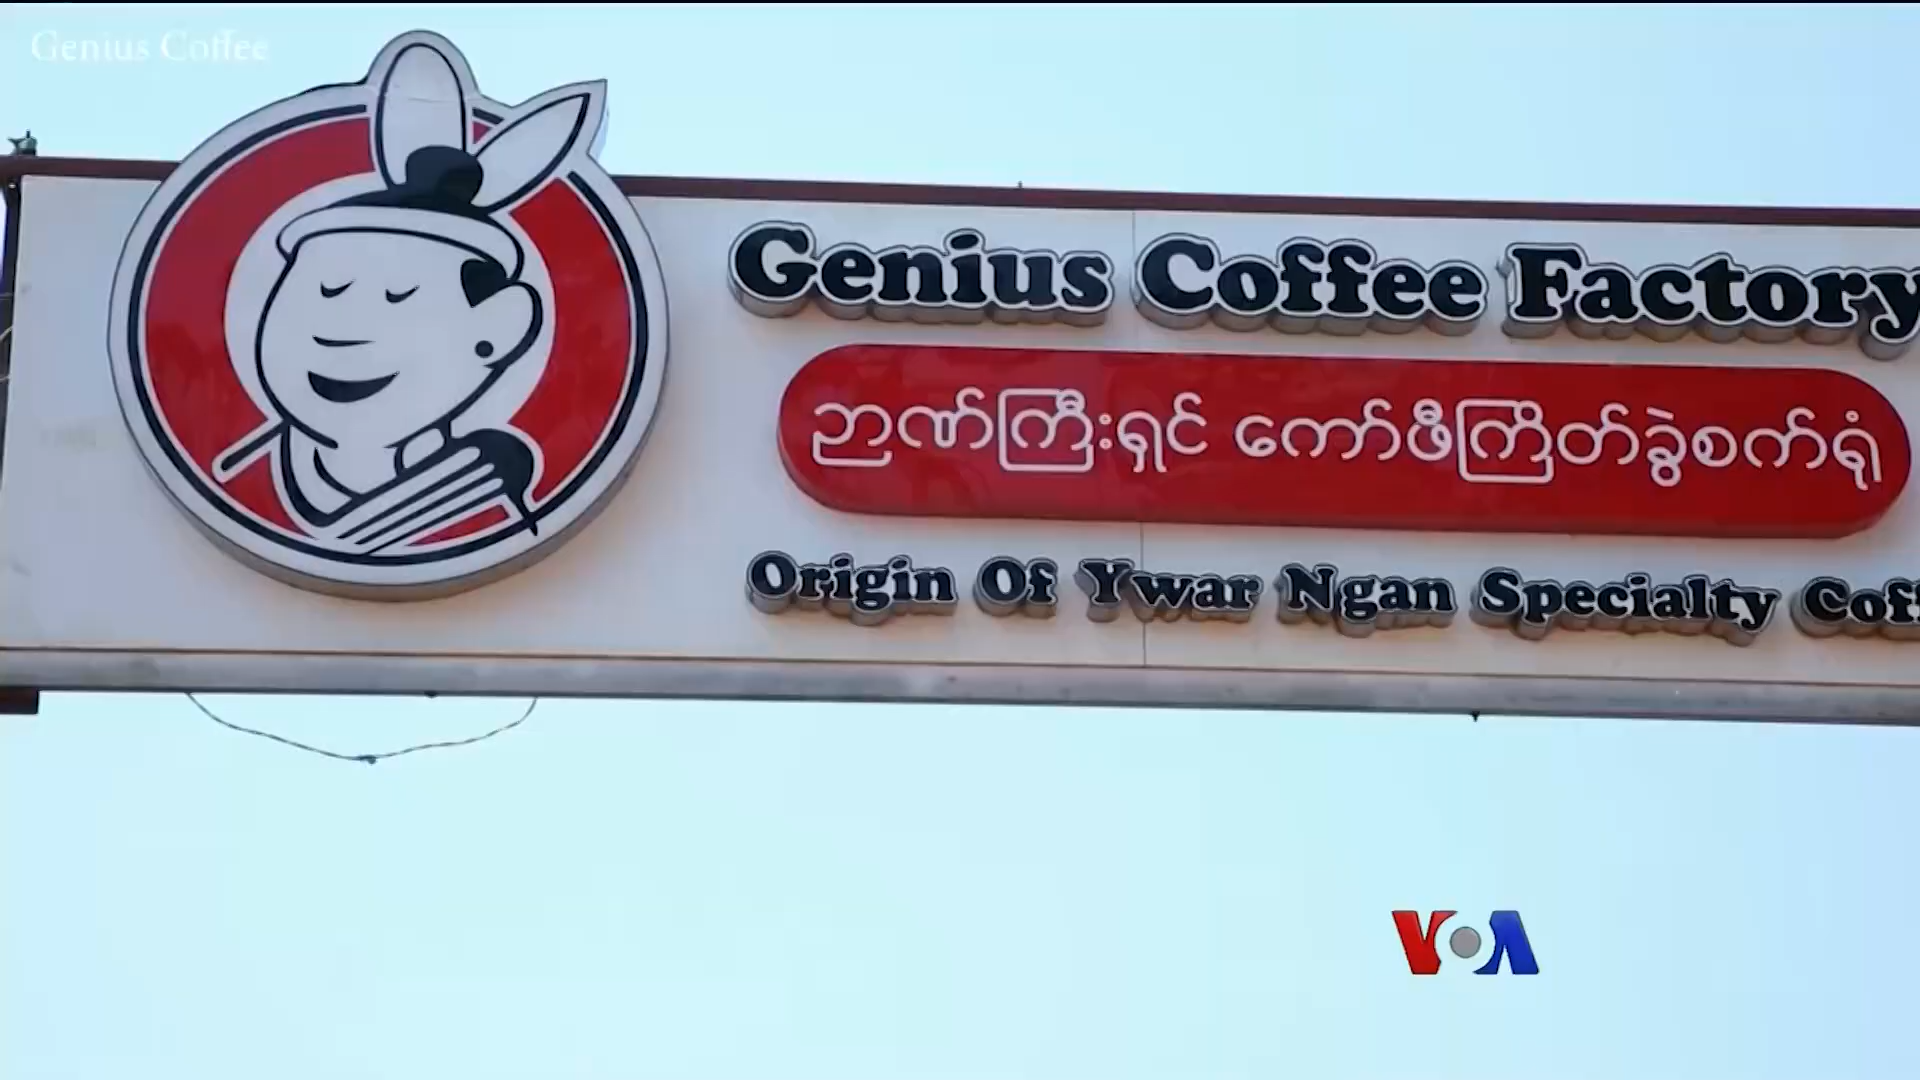 Genius Coffee
Genius Coffee Factory
ဉာဏ်ကြီးရှင် ကော်ဖီကြိတ်ခွဲစက်ရုံ
Origin Of Ywar Ngan Specialty
VOA